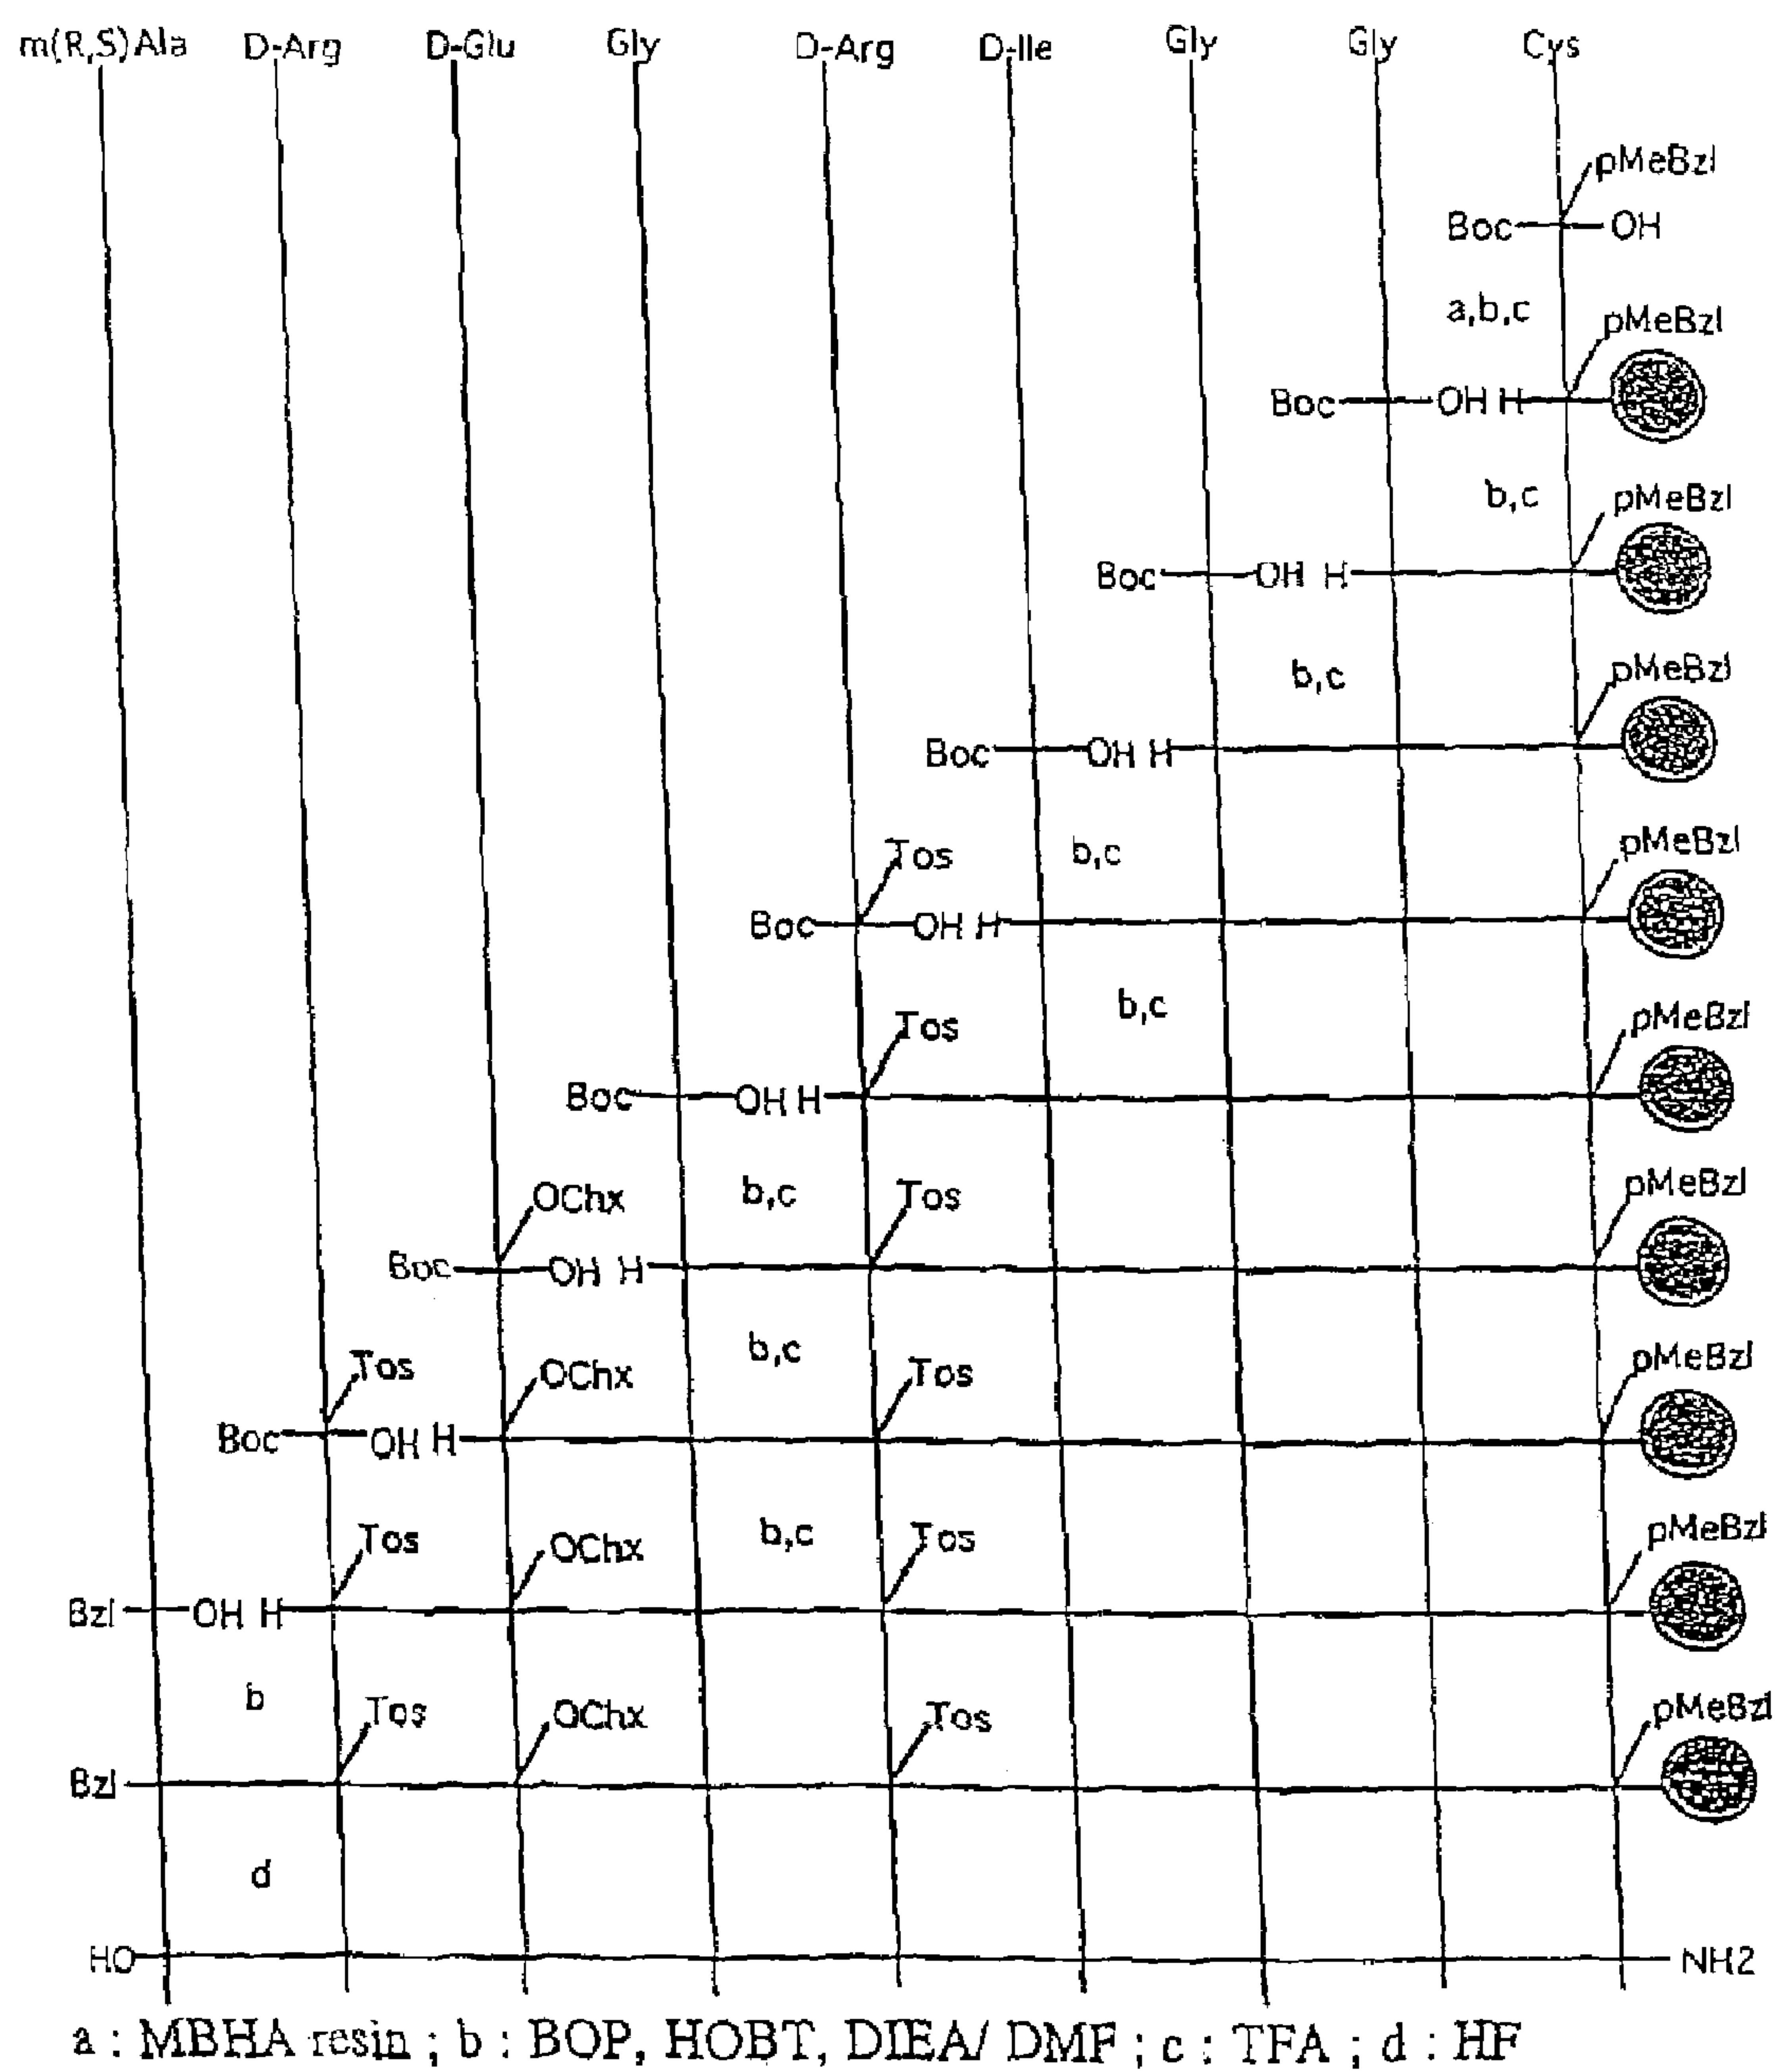 m(R,S)Ala D-Arg D-Glu Gly D-Arg D-Ile Gly Gly Cys
pMeBzl
Boc OH
a,b,c
pMeBzl
Boc OH H
b,c
pMeBzl
Boc OH H
b,c
pMeBzl
Boc OH H
Tos b,c pMeBzl
Boc OH H
b,c
Tos pMeBzl
Boc OH H
OChx b,c Tos pMeBzl
Boc OH H
b,c
Tos OChx Tos pMeBzl
Boc OH H
b,c
Tos OChx Tos pMeBzl
Bzl OH H
b
Tos OChx Tos pMeBzl
Bzl
d
HO NH2
a : MBHA resin ; b : BOP, HOBT, DIEA/ DMF ; c : TFA ; d : HF